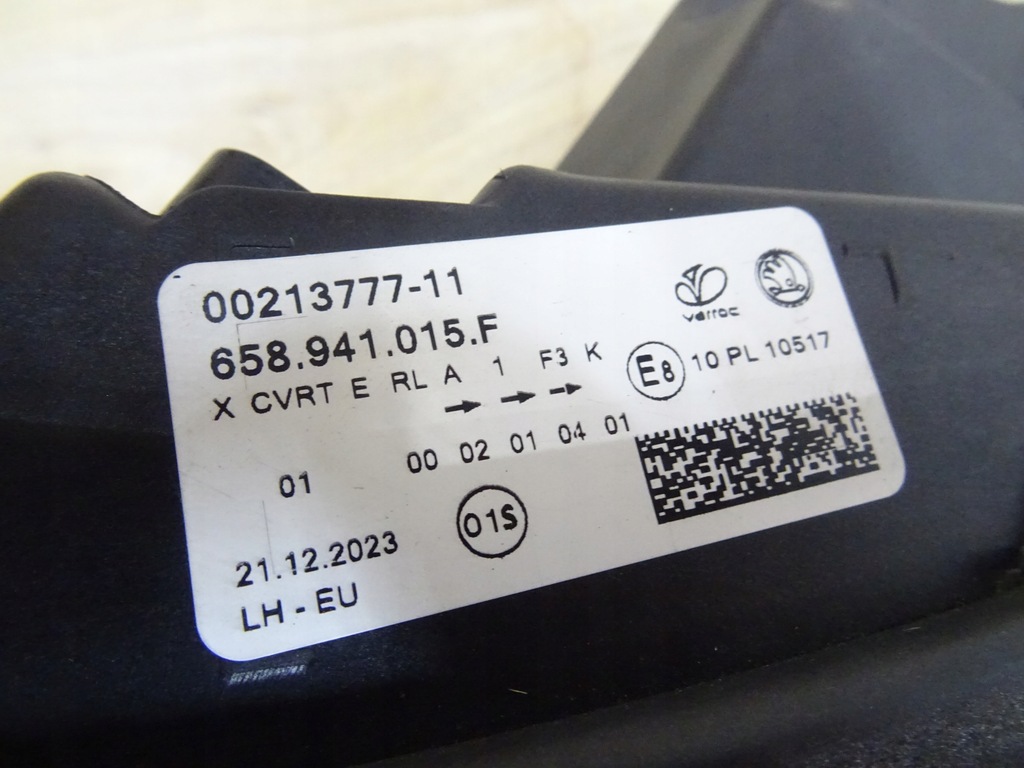 00213777-11
658.941.015.F
X CVRT E RL A 1 F3 K
01 00 02 01 04 01
21.12.2023
LH - EU
01S
varroc
E8 10 PL 10517